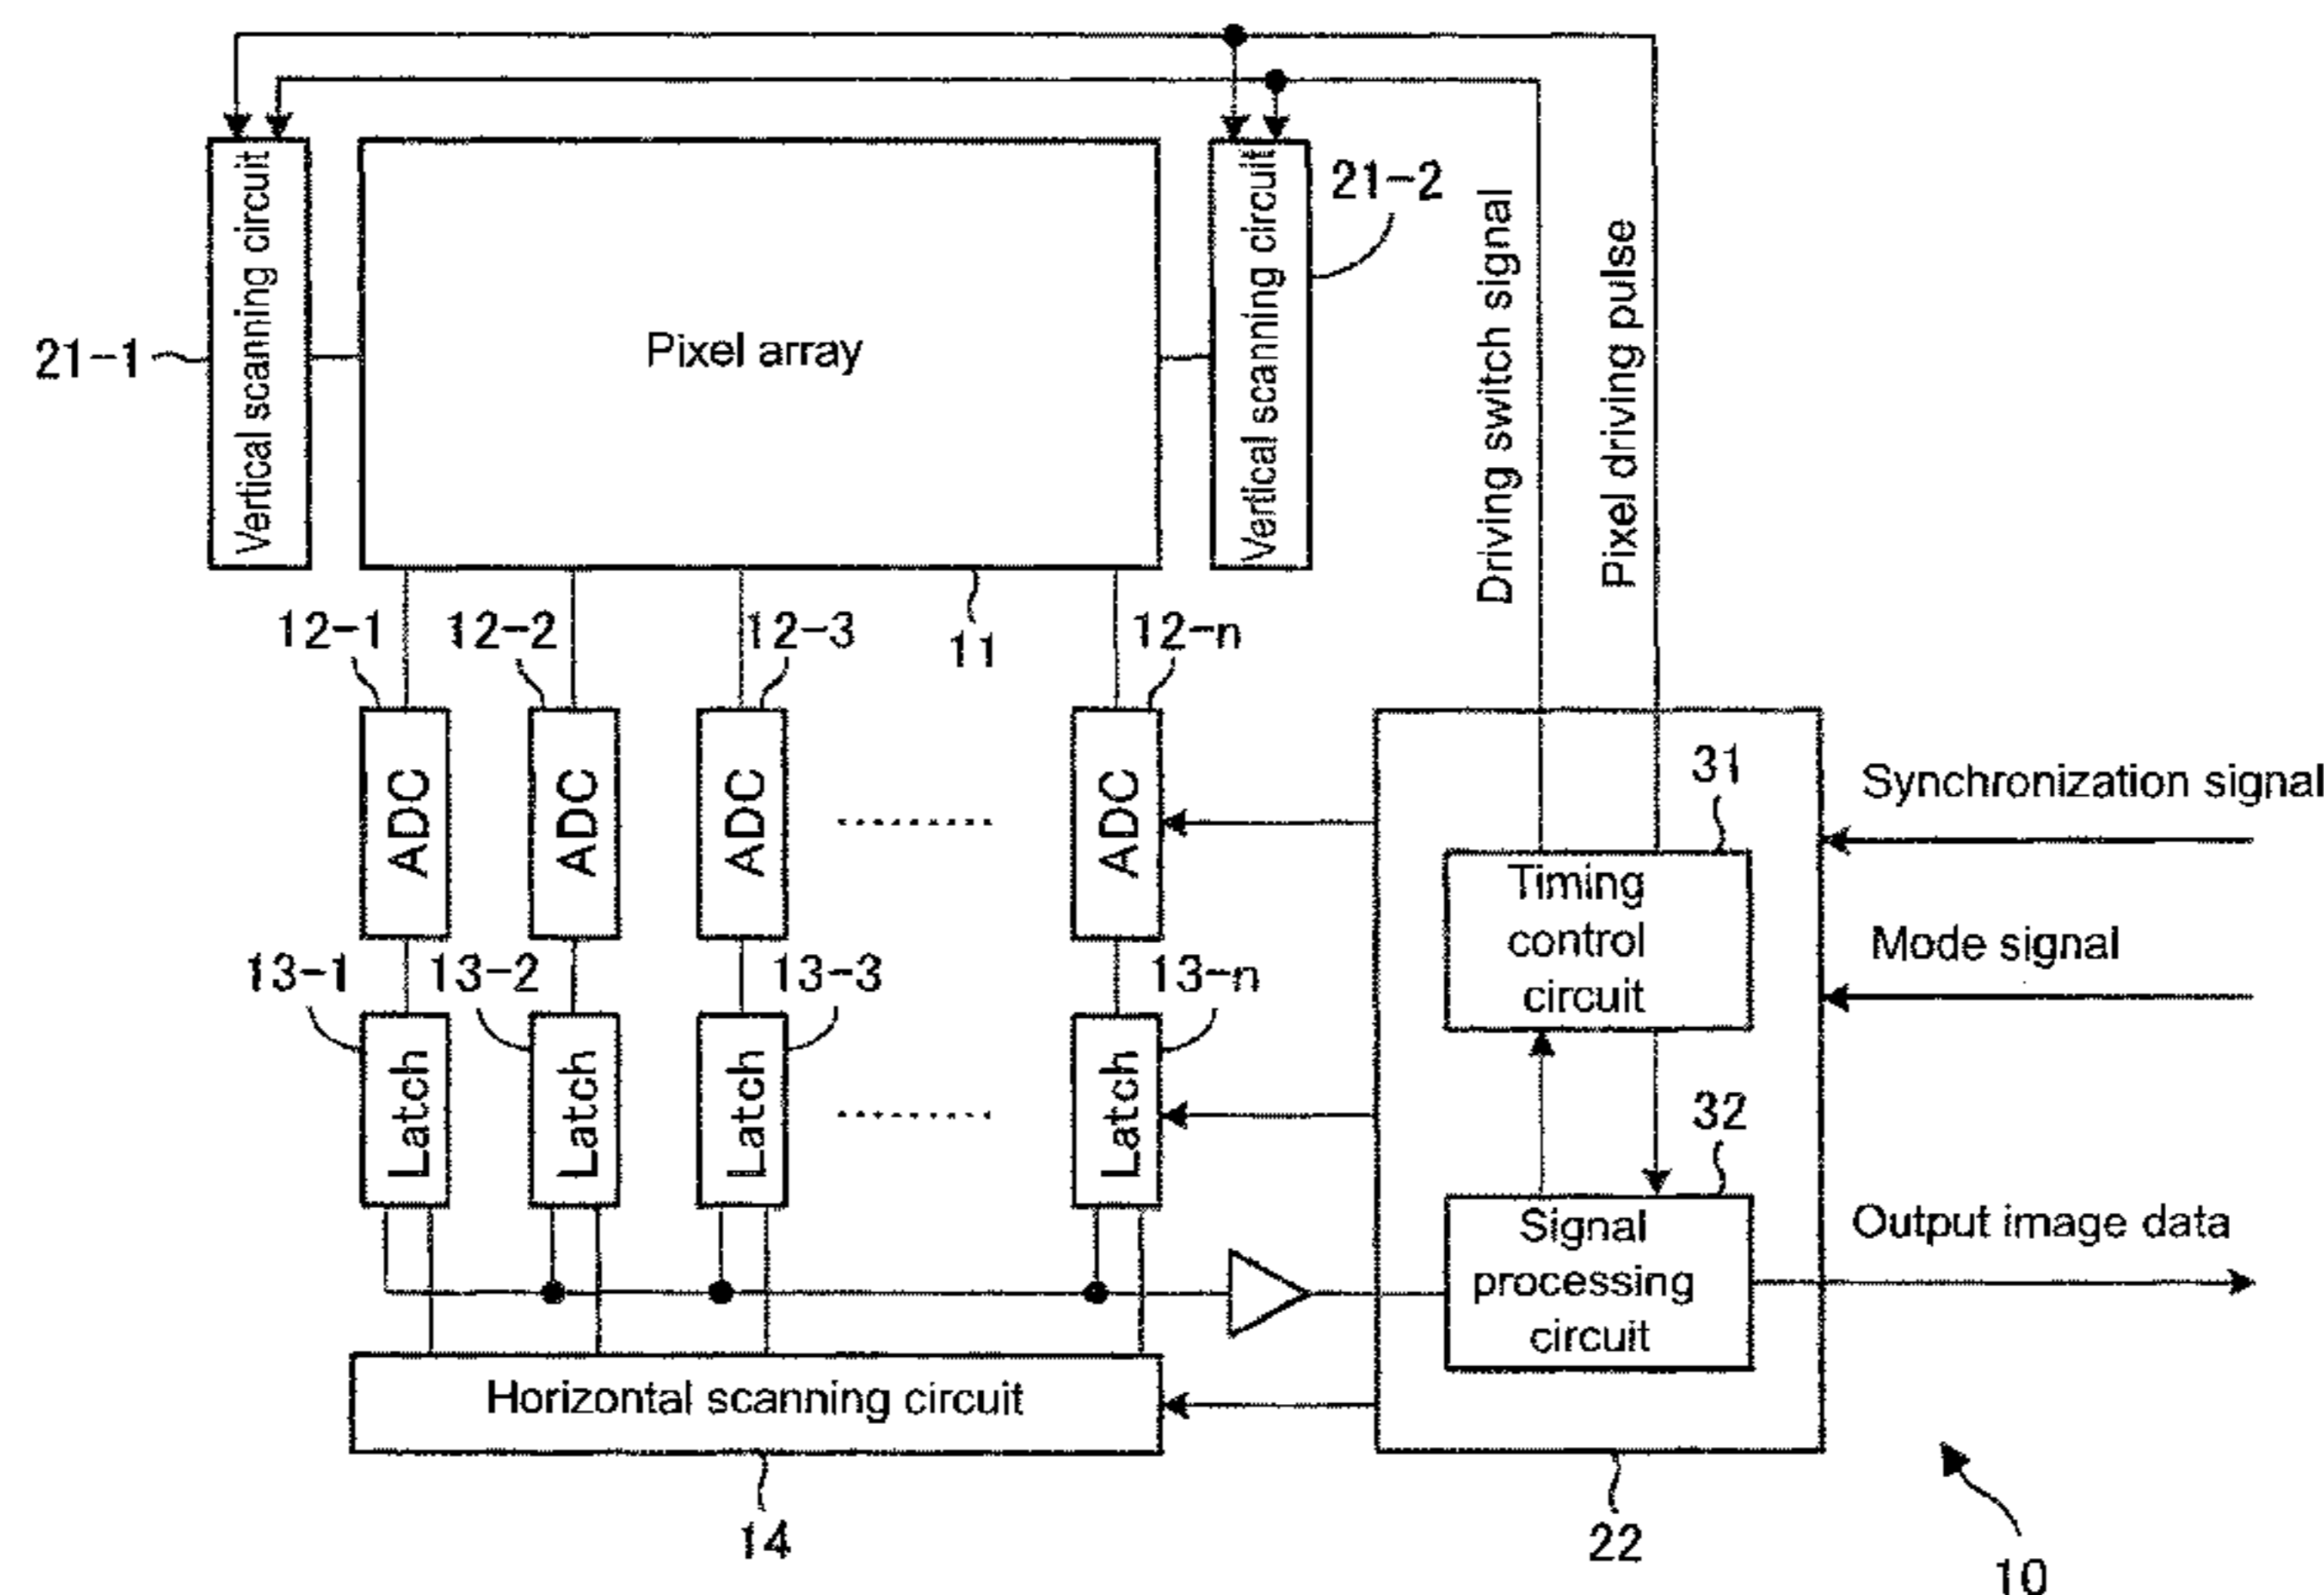 Vertical scanning circuit
21-1
Pixel array
Vertical scanning circuit
21-2
Driving switch signal
Pixel driving pulse
12-1
12-2
12-3
11
12-n
ADC
ADC
ADC
ADC
31
Timing
control
circuit
Synchronization signal
Mode signal
13-1
13-2
13-3
13-n
Latch
Latch
Latch
Latch
32
Signal
processing
circuit
Output image data
Horizontal scanning circuit
14
22
10